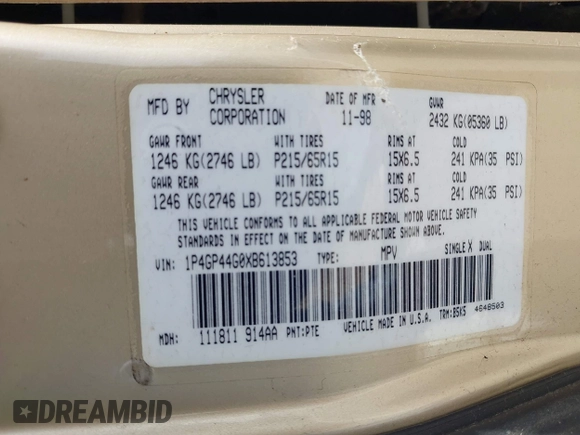 MFD BY CHRYSLER CORPORATION DATE OF MFR 11-98 GVWR 2432 KG(05360 LB)
GAWR FRONT WITH TIRES RIMS AT COLD
1246 KG(2746 LB) P215/65R15 15X6.5 241 KPA(35 PSI)
GAWR REAR WITH TIRES RIMS AT COLD
1246 KG(2746 LB) P215/65R15 15X6.5 241 KPA(35 PSI)
THIS VEHICLE CONFORMS TO ALL APPLICABLE FEDERAL MOTOR VEHICLE SAFETY
STANDARDS IN EFFECT ON THE DATE OF MANUFACTURE SHOWN ABOVE.
VIN: 1P4GP44G0XB613853 TYPE: MPV SINGLE X DUAL
MDH: 111811 914AA PNT:PTE VEHICLE MADE IN U.S.A. TRM:B5KS 4648503
DREAMBID